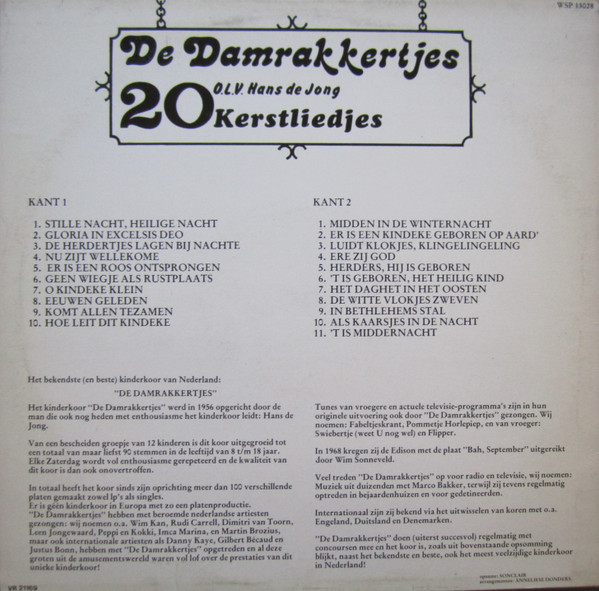 WSP 15029
De Damrakkertjes
O.L.V. Hans de Jong
20 Kerstliedjes
KANT 1
1. STILLE NACHT, HEILIGE NACHT
2. GLORIA IN EXCELSIS DEO
3. DE HERDERTJES LAGEN BIJ NACHTE
4. NU ZIJT WELLEKOME
5. ER IS EEN ROOS ONTSPRONGEN
6. GEEN WIEGJE ALS RUSTPLAATS
7. O KINDEKE KLEIN
8. EEUWEN GELEDEN
9. KOMT ALLEN TEZAMEN
10. HOE LEIT DIT KINDEKE
KANT 2
1. MIDDEN IN DE WINTERNACHT
2. ER IS EEN KINDEKE GEBOREN OP AARD'
3. LUIDT KLOKJES, KLINGELINGELING
4. ERE ZIJ GOD
5. HERDERS, HIJ IS GEBOREN
6. 'T IS GEBOREN, HET HEILIG KIND
7. HET DAGHET IN HET OOSTEN
8. DE WITTE VLOKJES ZWEVEN
9. IN BETHLEHEMS STAL
10. ALS KAARSJES IN DE NACHT
11. 'T IS MIDDERNACHT
Het bekendste (en beste) kinderkoor van Nederland:
"DE DAMRAKKERTJES"
Het kinderkoor "De Damrakkertjes" werd in 1956 opgericht door de
man die ook nog heden met enthousiasme het kinderkoor leidt: Hans de
Jong.
Van een bescheiden groepje van 12 kinderen is dit koor uitgegroeid tot
een totaal van maar liefst 90 stemmen in de leeftijd van 8 t/m 18 jaar.
Elke Zaterdag wordt vol enthousiasme gerepeteerd en de kwaliteit van
dit koor is dan ook onovertroffen.
In totaal heeft het koor sinds zijn oprichting meer dan 100 verschillende
platen gemaakt zowel lp's als singles.
Er is géén kinderkoor in Europa met zo een platenproductie.
"De Damrakkertjes" hebben met beroemde nederlandse artiesten
gezongen: wij noemen o.a. Wim Kan, Rudi Carrell, Dimitri van Toorn,
Leen Jongewaard, Peppi en Kokki, Imca Marina, en Martin Brozius,
maar ook internationale artiesten als Danny Kaye, Gilbert Bécaud en
Justus Bonn, hebben met "De Damrakkertjes" opgetreden en al deze
groten uit de amusementswereld waren vol lof over de prestaties van dit
unieke kinderkoor!
Tunes van vroegere en actuele televisie-programma's zijn in hun
originele uitvoering ook door "De Damrakkertjes" gezongen. Wij
noemen: Fabeltjeskrant, Pommetje Horlepiep, en van vroeger:
Swiebertje (weet U nog wel) en Flipper.
In 1968 kregen zij de Edison met de plaat "Bah, September" uitgereikt
door Wim Sonneveld.
Veel treden "De Damrakkertjes" op voor radio en televisie, wij noemen:
Muziek uit duizenden met Marco Bakker, terwijl zij tevens regelmatig
optreden in bejaardenhuizen en voor gedetineerden.
Internationaal zijn zij bekend via het uitwisselen van koren met o.a.
Engeland, Duitsland en Denemarken.
"De Damrakkertjes" doen (uiterst succesvol) regelmatig met
concoursen mee en het koor is, zoals uit bovenstaande opsomming
blijkt, naast het bekendste en beste, ook het meest veelzijdige kinderkoor
in Nederland!
opname: SONCLAIR
arrangementen: ANNELIESE DONDERS
VR 21169